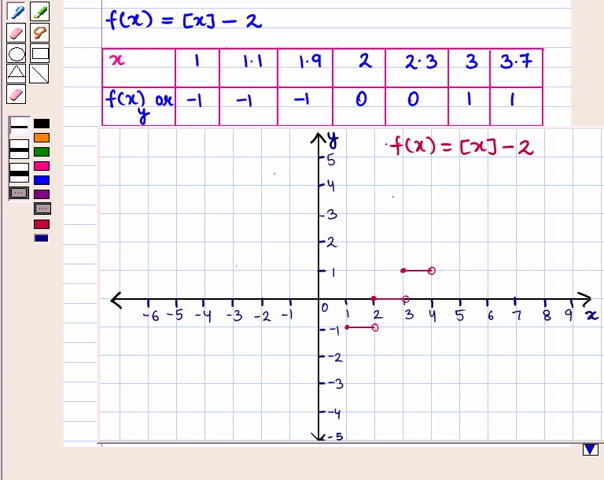 f(x) = [x] - 2
x 1 1.1 1.9 2 2.3 3 3.7
f(x) or y -1 -1 -1 0 0 1 1
y
f(x) = [x] - 2
5
4
3
2
1
-6 -5 -4 -3 -2 -1 0 1 2 3 4 5 6 7 8 9 x
-1
-2
-3
-4
-5